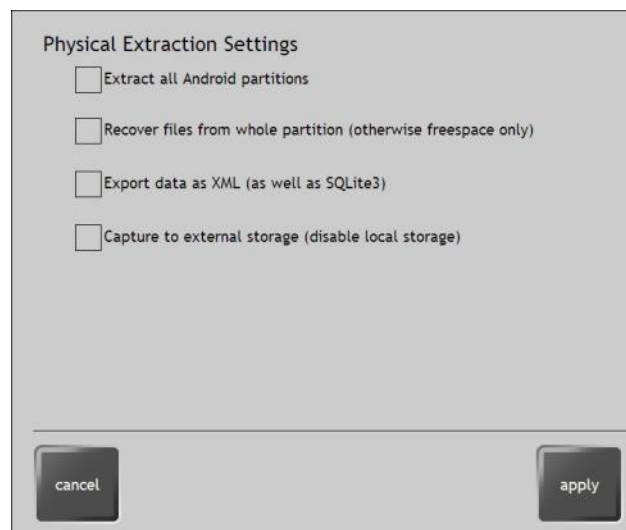 Physical Extraction Settings
Extract all Android partitions
Recover files from whole partition (otherwise freespace only)
Export data as XML (as well as SQLite3)
Capture to external storage (disable local storage)
cancel
apply